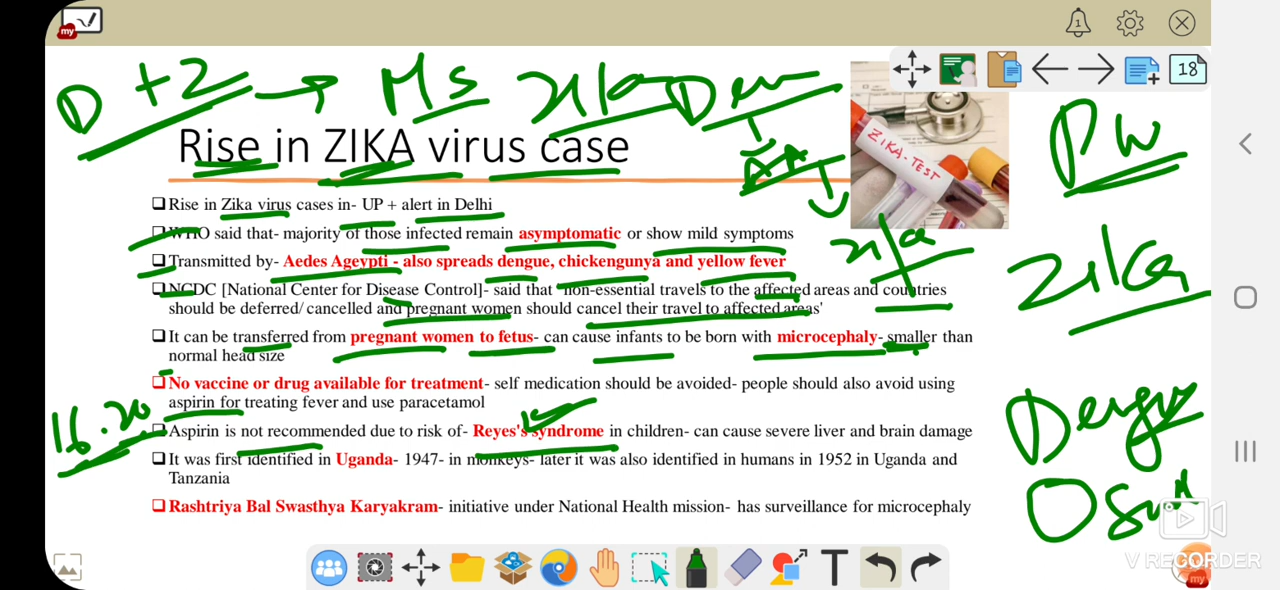 my
1
18
D +2 → Ms zika Den
PW
Rise in ZIKA virus case
ZIKA-TEST
❑Rise in Zika virus cases in- UP + alert in Delhi
❑WHO said that- majority of those infected remain asymptomatic or show mild symptoms
❑Transmitted by- Aedes Ageypti - also spreads dengue, chickengunya and yellow fever
zika
❑NCDC [National Center for Disease Control]- said that 'non-essential travels to the affected areas and countries
should be deferred/ cancelled and pregnant women should cancel their travel to affected areas'
❑It can be transferred from pregnant women to fetus- can cause infants to be born with microcephaly- smaller than
normal head size
❑No vaccine or drug available for treatment- self medication should be avoided- people should also avoid using
aspirin for treating fever and use paracetamol
16.20
❑Aspirin is not recommended due to risk of- Reyes's syndrome in children- can cause severe liver and brain damage
❑It was first identified in Uganda- 1947- in monkeys- later it was also identified in humans in 1952 in Uganda and
Tanzania
❑Rashtriya Bal Swasthya Karyakram- initiative under National Health mission- has surveillance for microcephaly
V RECORDER
T
my